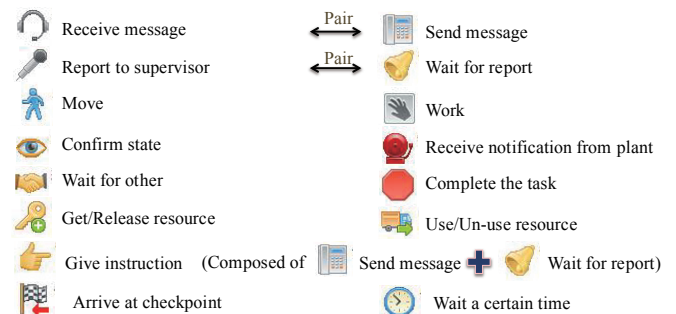 Receive message Pair Send message
Report to supervisor Pair Wait for report
Move Work
Confirm state Receive notification from plant
Wait for other Complete the task
Get/Release resource Use/Un-use resource
Give instruction (Composed of Send message Wait for report)
Arrive at checkpoint Wait a certain time